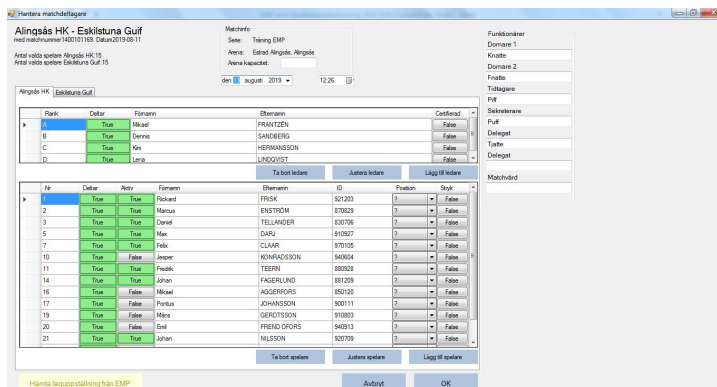 Hantera matchdeltagare
Alingsås HK - Eskilstuna Guif
med matchnummer1400101169. Datum2019-08-11
Antal valda spelare Alingsås HK:15
Antal valda spelare Eskilstuna Guif:15
Matchinfo
Serie: Träning EMP
Arena: Estrad Alingsås, Alingsås
Arena kapacitet:
den 11 augusti 2019 12:26
Alingsås HK Eskilstuna Guif
Rank Deltar Förnamn Efternamn Certifierad
A True Mikael FRANTZÉN False
B True Dennis SANDBERG False
C True Kim HERMANSSON False
D True Lena LINDQVIST False
Ta bort ledare Justera ledare Lägg till ledare
Nr Deltar Aktiv Förnamn Efternamn ID Position Stryk
1 True True Rickard FRISK 921203 ? False
2 True True Marcus ENSTRÖM 870829 ? False
3 True True Daniel TELLANDER 830706 ? False
5 True True Max DARJ 910927 ? False
7 True True Felix CLAAR 970105 ? False
10 True False Jesper KONRADSSON 940604 ? False
11 True True Fredrik TEERN 880928 ? False
14 True True Johan FAGERLUND 881209 ? False
16 True False Mikael AGGERFORS 850120 ? False
17 True False Pontus JOHANSSON 900111 ? False
19 True False Måns GERDTSSON 910803 ? False
20 True False Emil FREND ÖFORS 940913 ? False
21 True True Johan NILSSON 920709 ? False
Ta bort spelare Justera spelare Lägg till spelare
Hämta laguppställning från EMP Avbryt OK
Funktionärer
Domare 1
Knatte
Domare 2
Fnatte
Tidtagare
Piff
Sekreterare
Puff
Delegat
Tjatte
Delegat
Matchvärd